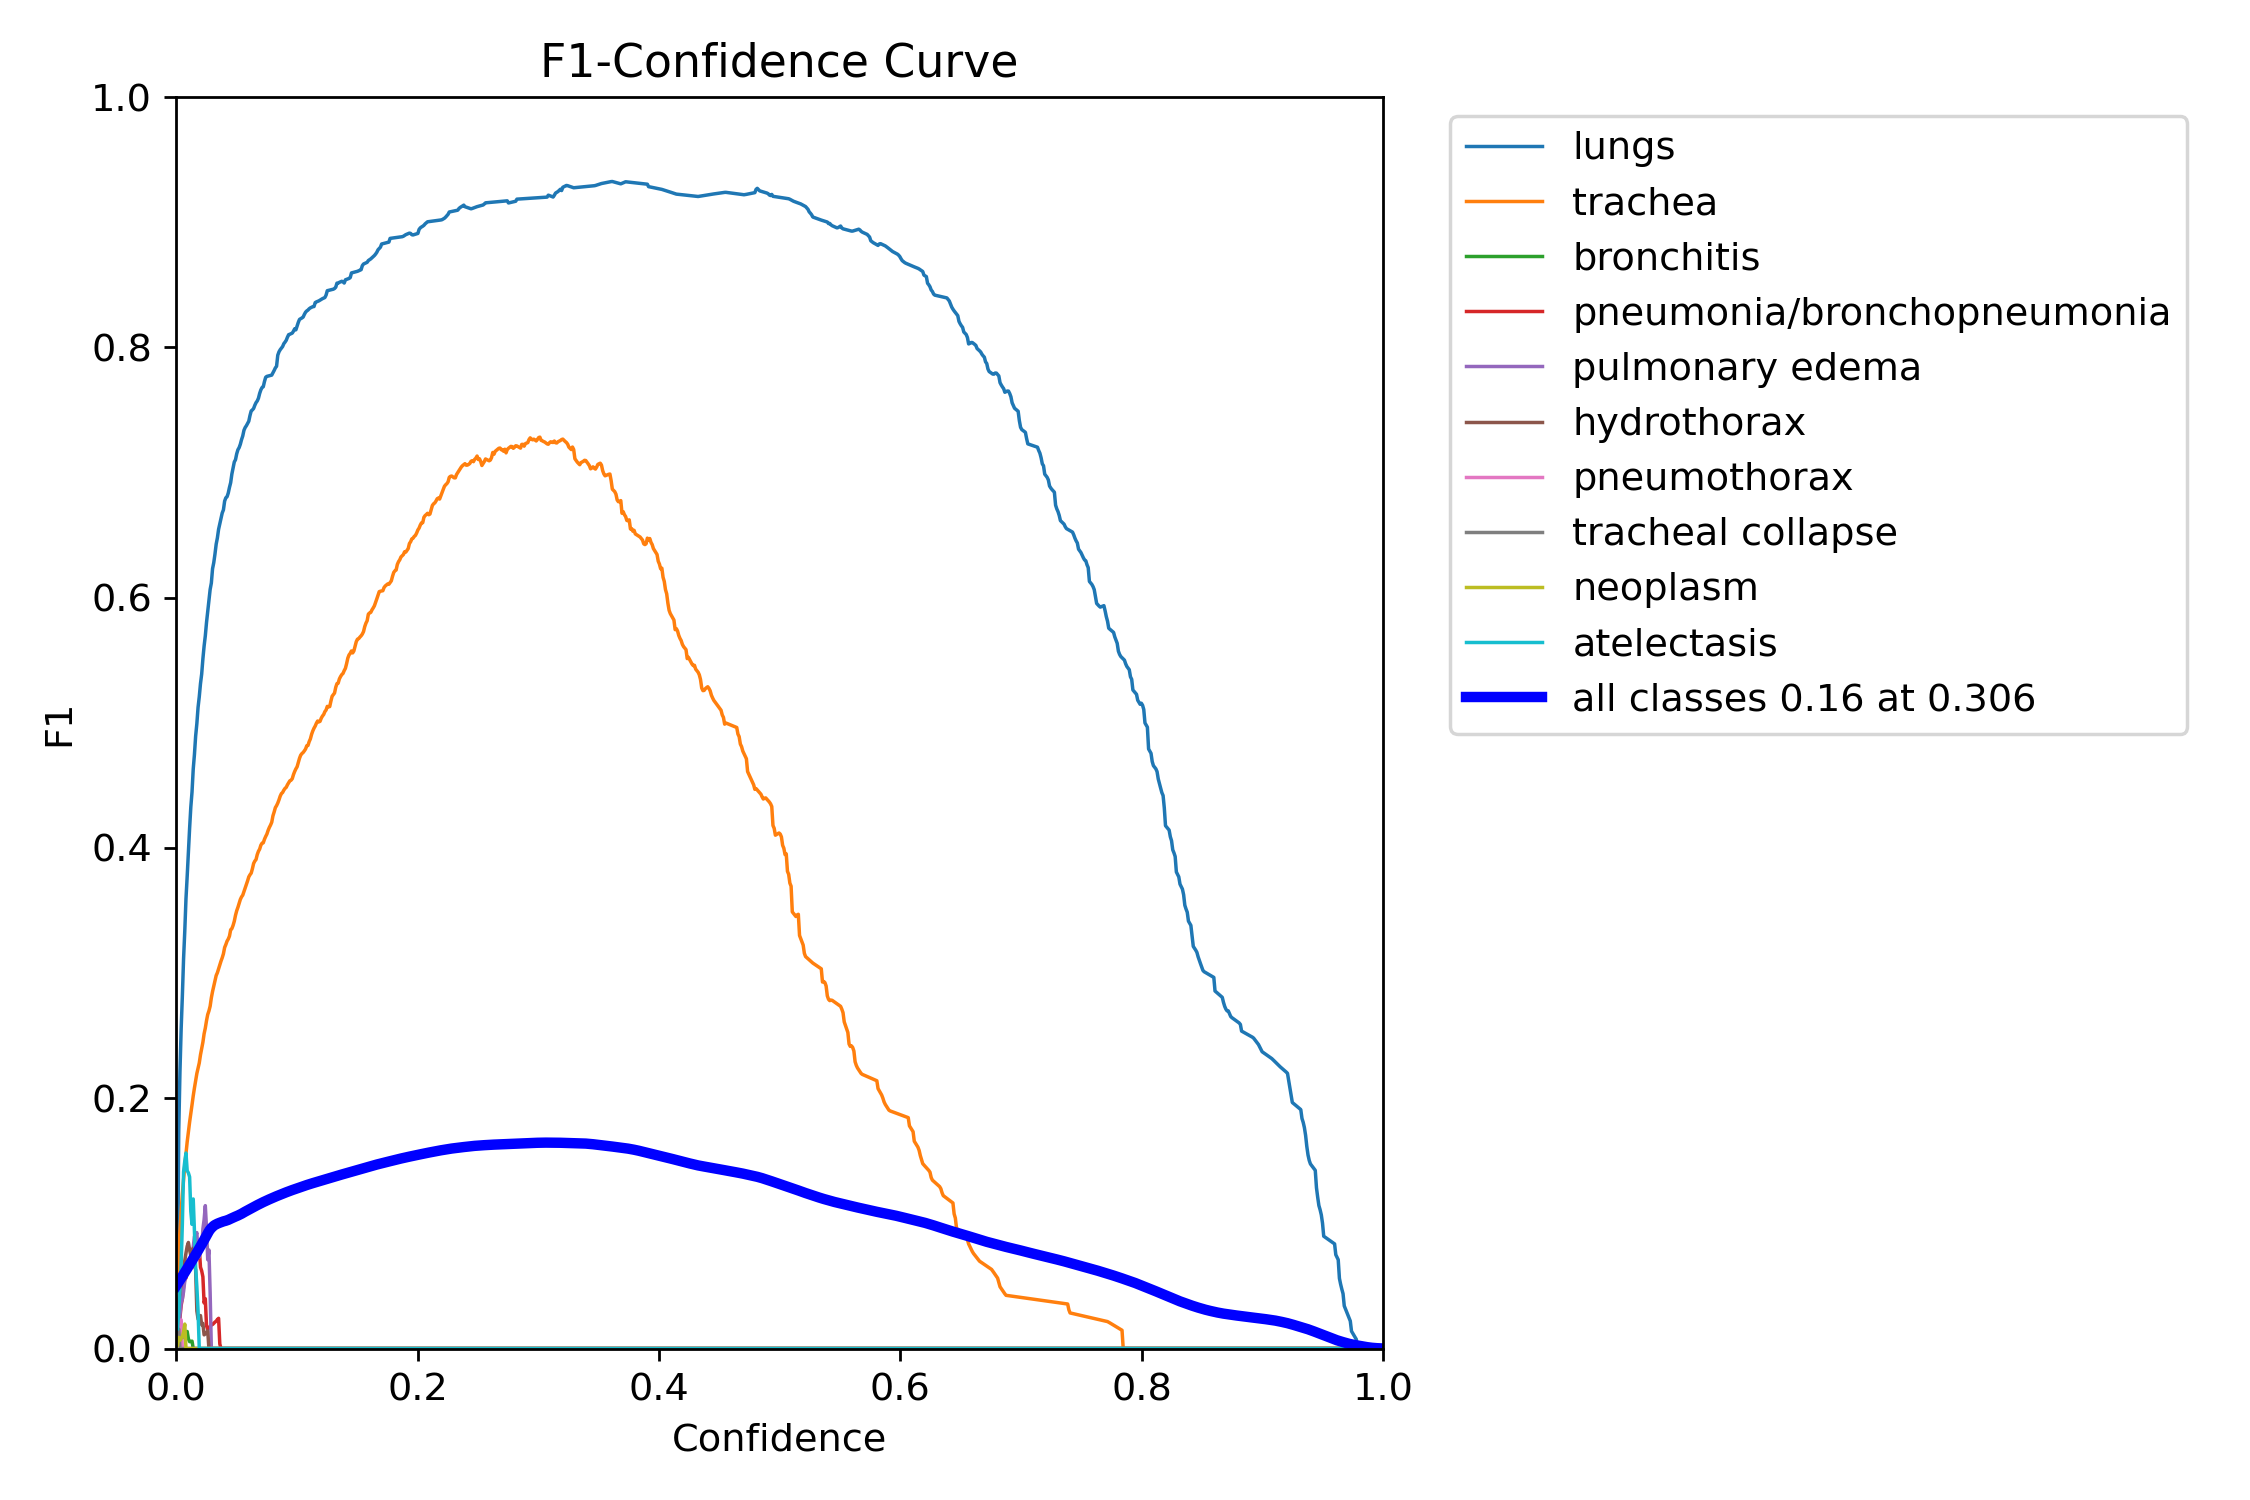 F1-Confidence Curve
1.0
0.8
0.6
0.4
0.2
0.0
F1
0.0 0.2 0.4 0.6 0.8 1.0
Confidence
lungs
trachea
bronchitis
pneumonia/bronchopneumonia
pulmonary edema
hydrothorax
pneumothorax
tracheal collapse
neoplasm
atelectasis
all classes 0.16 at 0.306